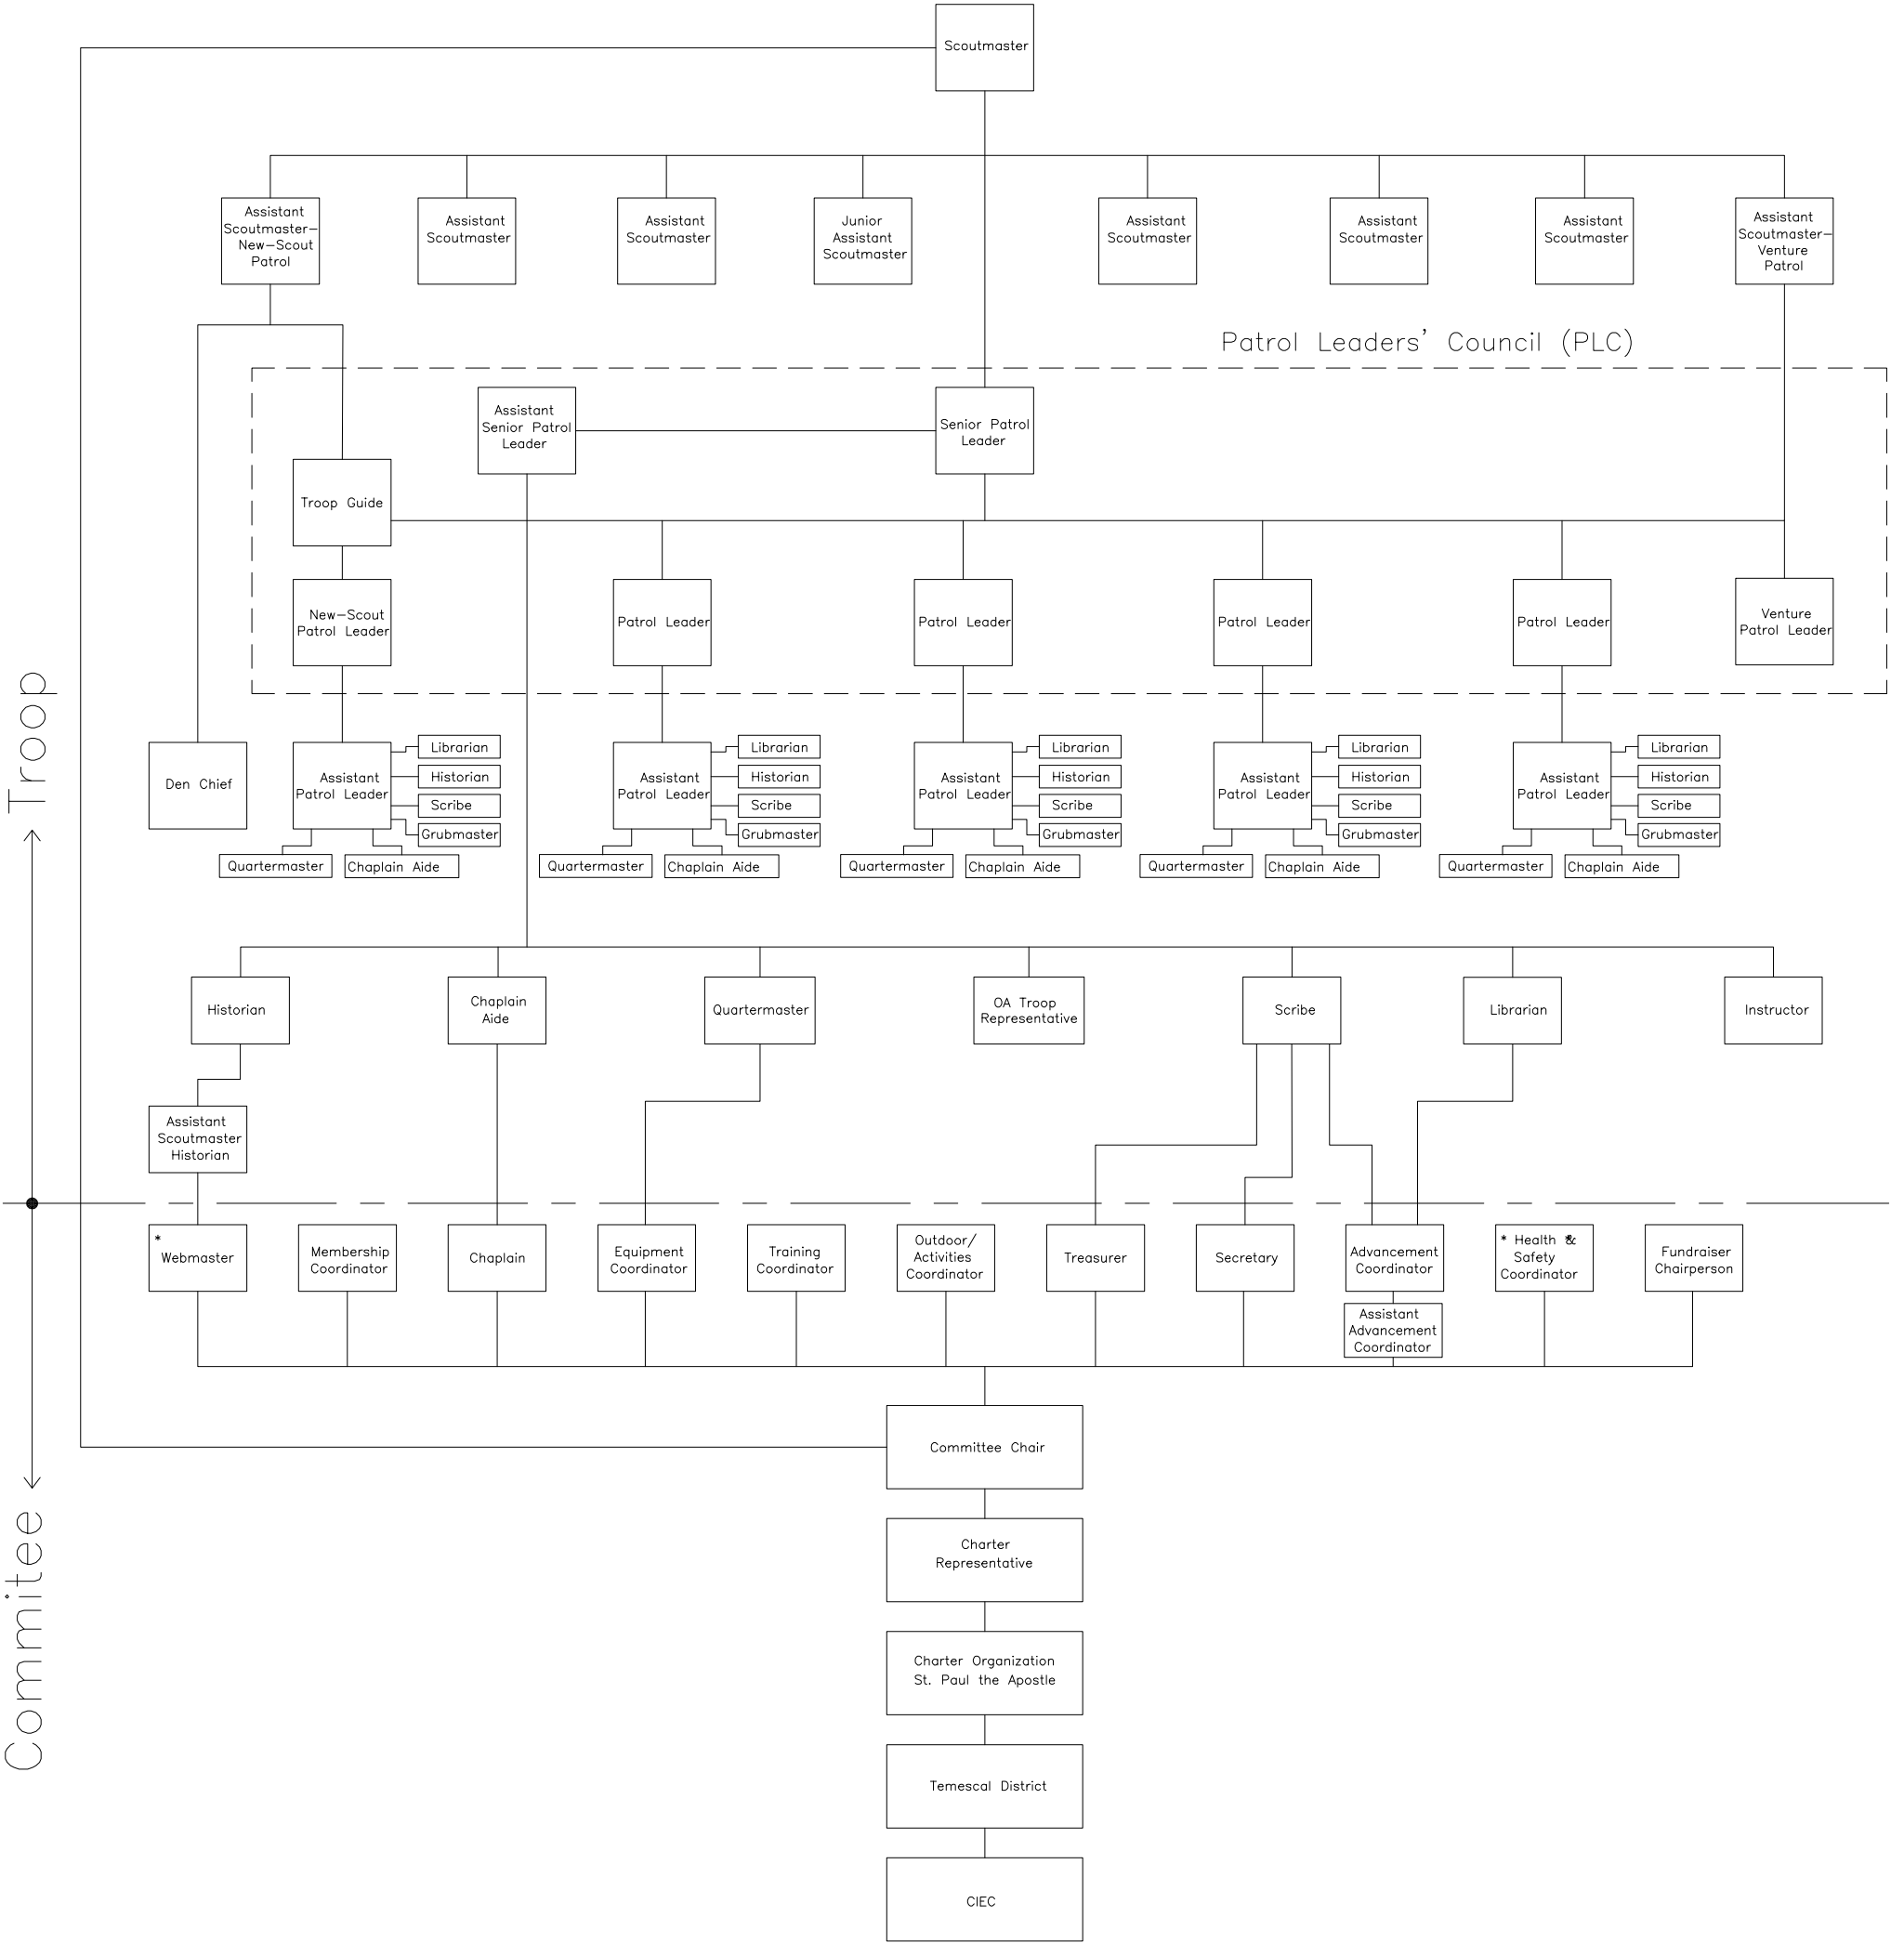 Scoutmaster
Assistant
Scoutmaster-
New-Scout
Patrol
Assistant
Scoutmaster
Assistant
Scoutmaster
Junior
Assistant
Scoutmaster
Assistant
Scoutmaster
Assistant
Scoutmaster
Assistant
Scoutmaster
Assistant
Scoutmaster-
Venture
Patrol
Patrol Leaders' Council (PLC)
Assistant
Senior Patrol
Leader
Senior Patrol
Leader
Troop Guide
New-Scout
Patrol Leader
Patrol Leader
Patrol Leader
Patrol Leader
Patrol Leader
Venture
Patrol Leader
Troop
Den Chief
Assistant
Patrol Leader
Librarian
Historian
Scribe
Grubmaster
Quartermaster
Chaplain Aide
Assistant
Patrol Leader
Librarian
Historian
Scribe
Grubmaster
Quartermaster
Chaplain Aide
Assistant
Patrol Leader
Librarian
Historian
Scribe
Grubmaster
Quartermaster
Chaplain Aide
Assistant
Patrol Leader
Librarian
Historian
Scribe
Grubmaster
Quartermaster
Chaplain Aide
Assistant
Patrol Leader
Librarian
Historian
Scribe
Grubmaster
Quartermaster
Chaplain Aide
Historian
Chaplain
Aide
Quartermaster
OA Troop
Representative
Scribe
Librarian
Instructor
Assistant
Scoutmaster
Historian
*
Webmaster
Membership
Coordinator
Chaplain
Equipment
Coordinator
Training
Coordinator
Outdoor/
Activities
Coordinator
Treasurer
Secretary
Advancement
Coordinator
* Health &
Safety
Coordinator
Fundraiser
Chairperson
Assistant
Advancement
Coordinator
Committee
Committee Chair
Charter
Representative
Charter Organization
St. Paul the Apostle
Temescal District
CIEC